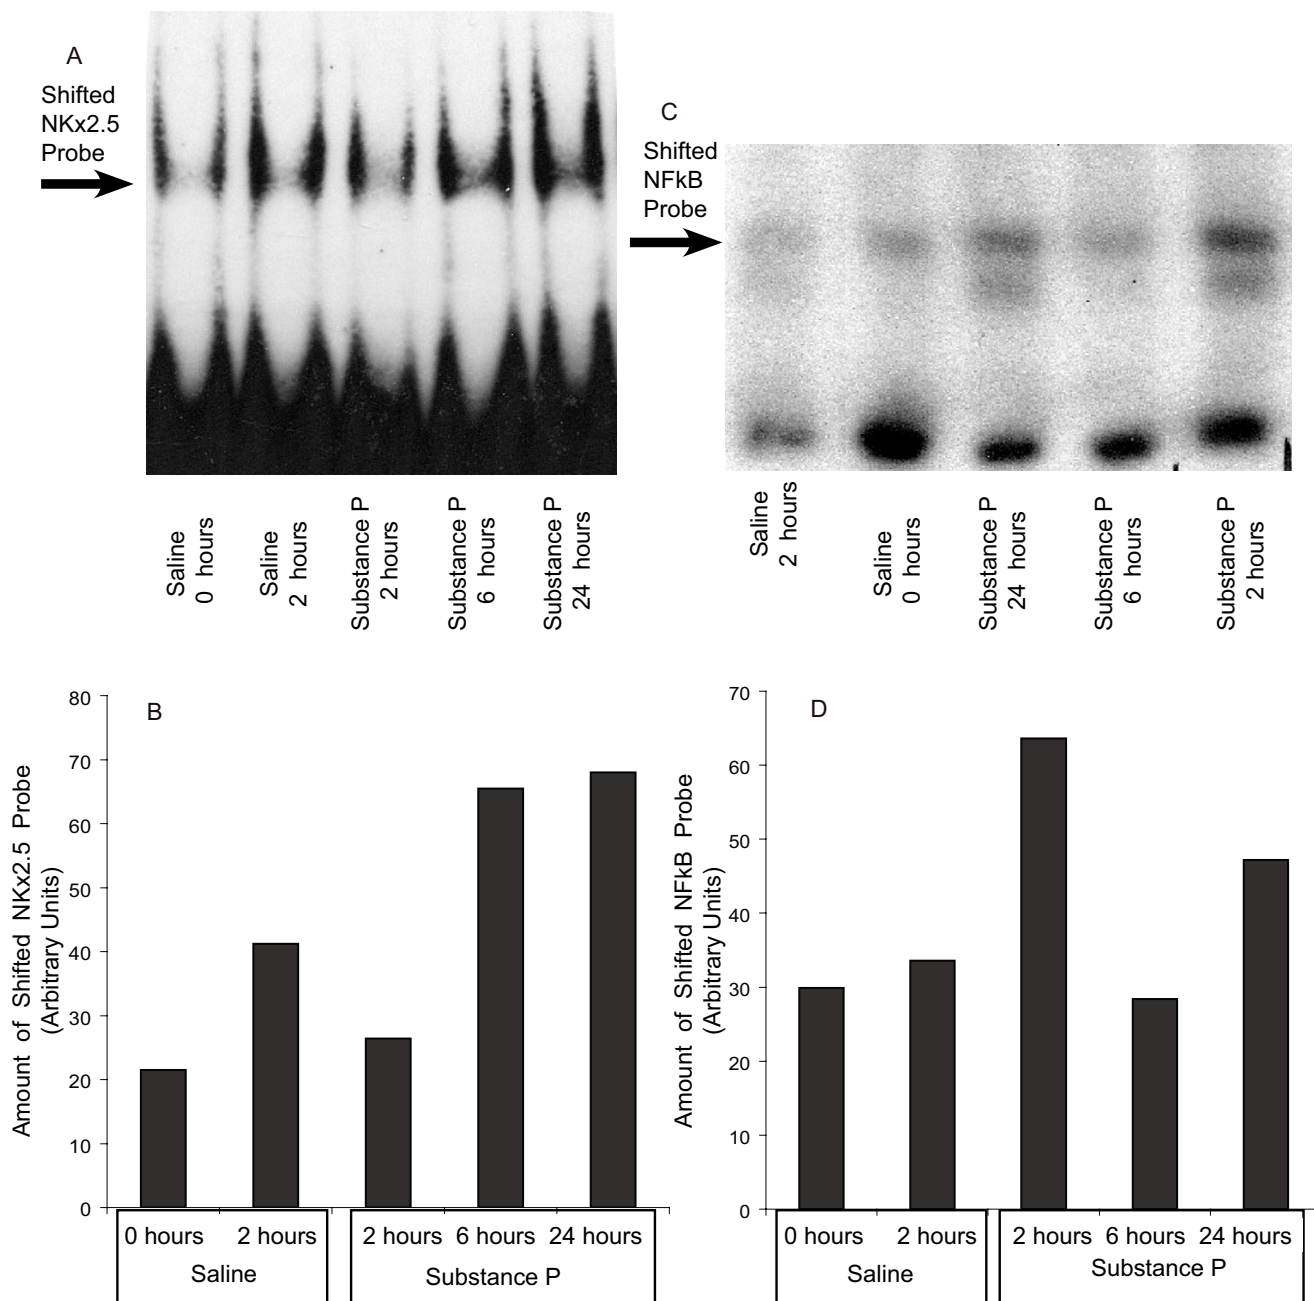 A
Shifted
NKx2.5
Probe
Saline
0 hours
Saline
2 hours
Substance P
2 hours
Substance P
6 hours
Substance P
24 hours
C
Shifted
NFkB
Probe
Saline
2 hours
Saline
0 hours
Substance P
24 hours
Substance P
6 hours
Substance P
2 hours
B
Amount of Shifted NKx2.5 Probe
(Arbitrary Units)
80
70
60
50
40
30
20
10
0
0 hours
2 hours
2 hours
6 hours
24 hours
Saline
Substance P
D
Amount of Shifted NFkB Probe
(Arbitrary Units)
70
60
50
40
30
20
10
0
0 hours
2 hours
2 hours
6 hours
24 hours
Saline
Substance P